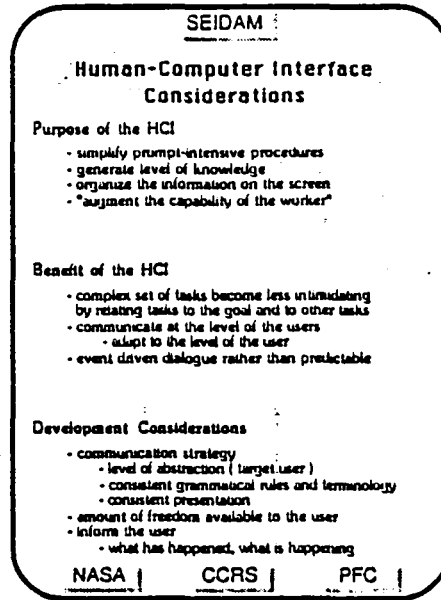 SEIDAM
Human-Computer Interface
Considerations
Purpose of the HCI
- simplify prompt-intensive procedures
- generate level of knowledge
- organize the information on the screen
- "augment the capability of the worker"
Benefit of the HCI
- complex set of tasks become less intimidating
by relating tasks to the goal and to other tasks
- communicate at the level of the users
- adapt to the level of the user
- event driven dialogue rather than predictable
Development Considerations
- communication strategy
- level of abstraction ( target user )
- consistent grammatical rules and terminology
- consistent presentation
- amount of freedom available to the user
- inform the user
- what has happened, what is happening
NASA CCRS PFC